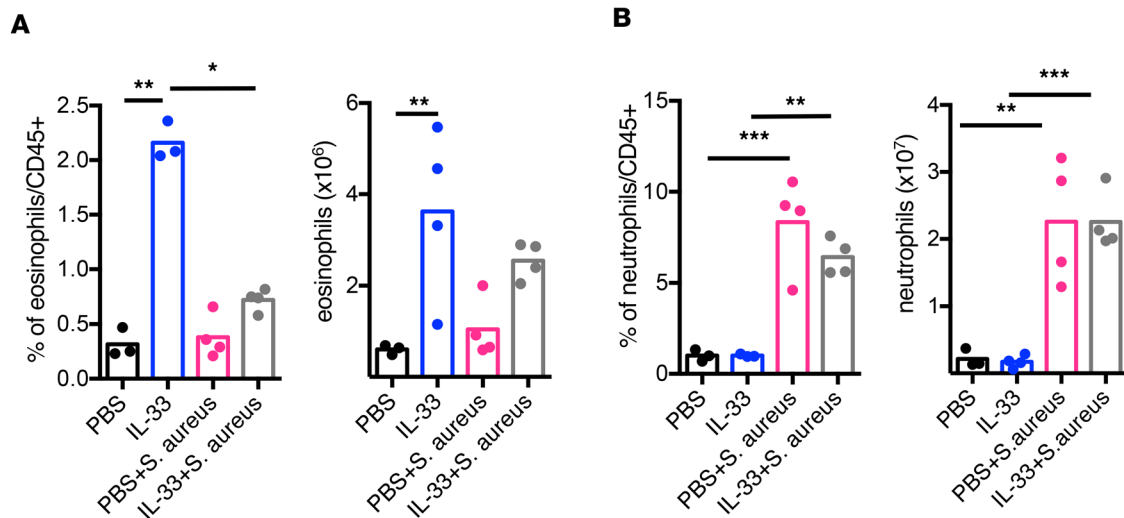 A
% of eosinophils/CD45+
2.5
2.0
1.5
1.0
0.5
0.0
**
*
PBS
IL-33
PBS+S. aureus
IL-33+S. aureus
eosinophils (x10⁶)
6
4
2
**
PBS
IL-33
PBS+S. aureus
IL-33+S. aureus
B
% of neutrophils/CD45+
15
10
5
0
**
***
PBS
IL-33
PBS+S. aureus
IL-33+S. aureus
neutrophils (x10⁷)
4
3
2
1
***
**
PBS
IL-33
PBS+S.aureus
IL-33+S.aureus